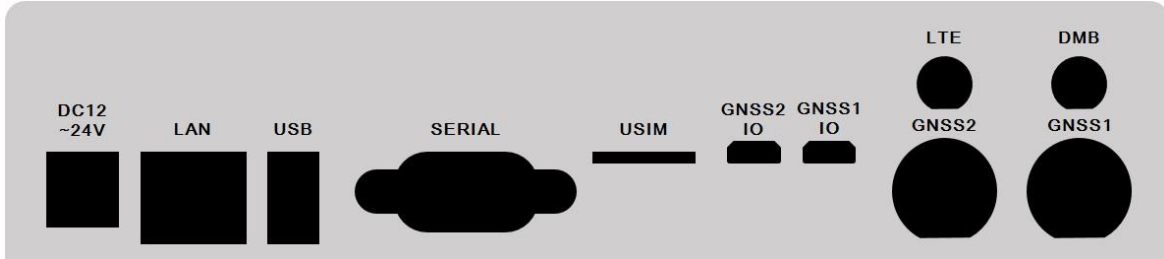 LTE
DMB
DC12
~24V
LAN
USB
SERIAL
USIM
GNSS2
IO
GNSS1
IO
GNSS2
GNSS1